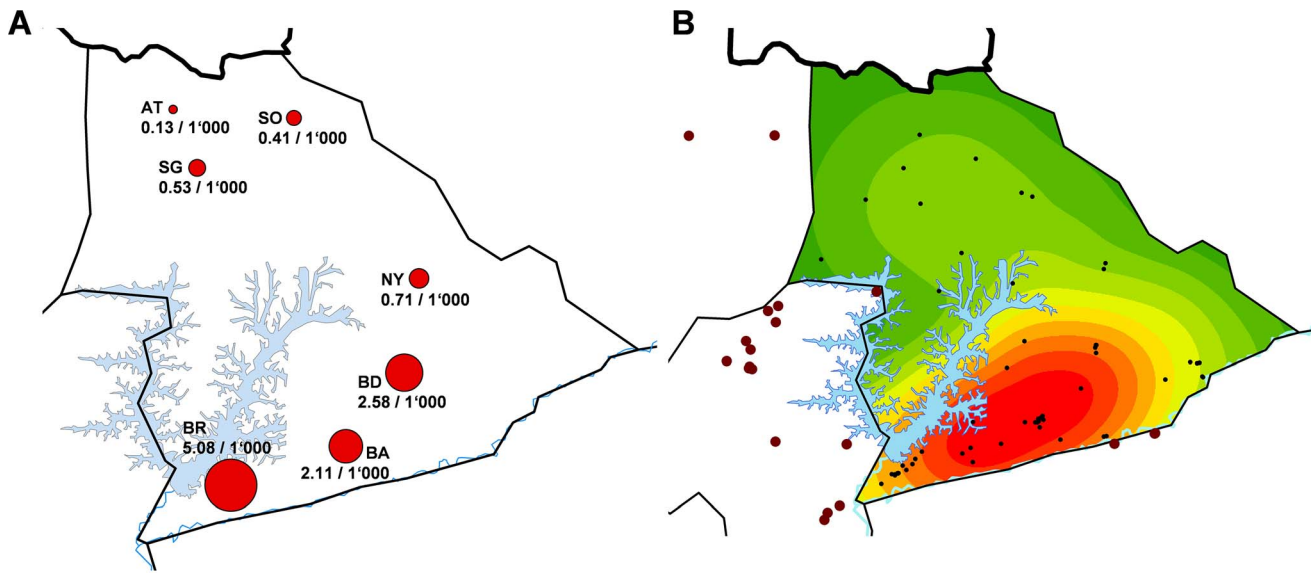 A
B
AT
0.13 / 1‘000
SO
0.41 / 1‘000
SG
0.53 / 1‘000
NY
0.71 / 1‘000
BD
2.58 / 1‘000
BR
5.08 / 1‘000
BA
2.11 / 1‘000